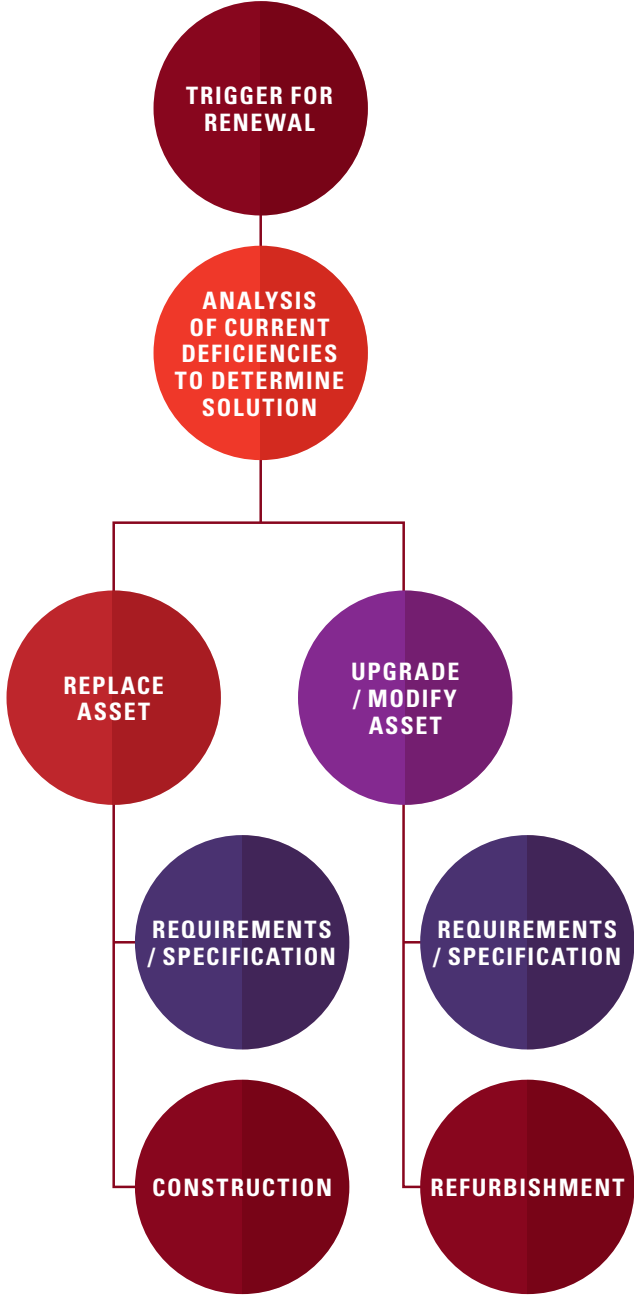 TRIGGER FOR
RENEWAL
ANALYSIS
OF CURRENT
DEFICIENCIES
TO DETERMINE
SOLUTION
REPLACE
ASSET
UPGRADE
/ MODIFY
ASSET
REQUIREMENTS
/ SPECIFICATION
REQUIREMENTS
/ SPECIFICATION
CONSTRUCTION
REFURBISHMENT